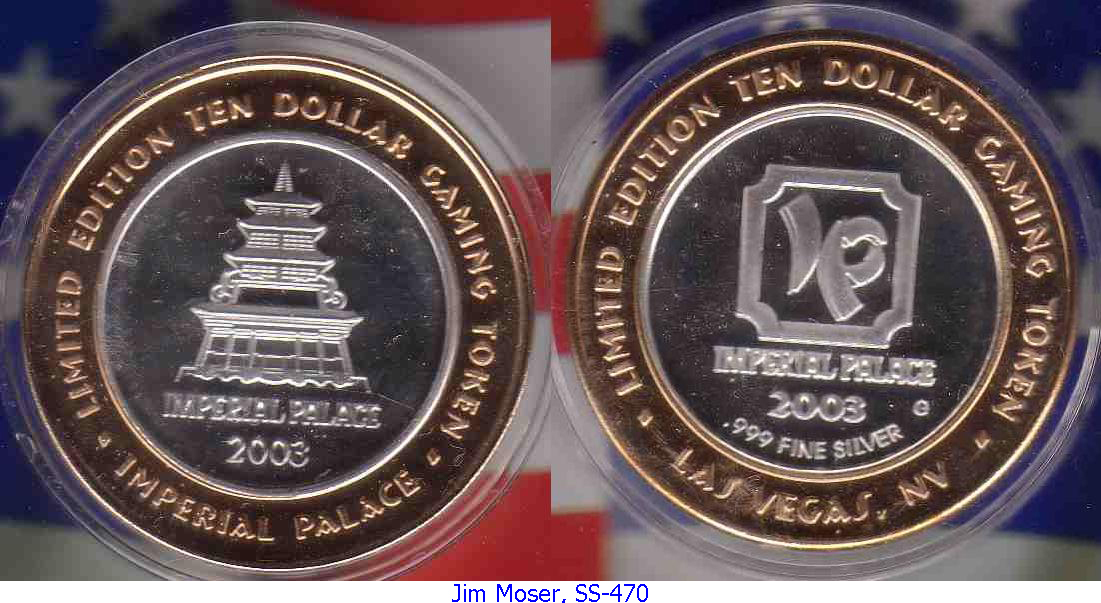 LIMITED EDITION TEN DOLLAR GAMING TOKEN
• IMPERIAL PALACE •
IMPERIAL PALACE
2003
LIMITED EDITION TEN DOLLAR GAMING TOKEN
• LAS VEGAS, NV •
IP
IMPERIAL PALACE
2003 G
.999 FINE SILVER
Jim Moser, SS-470